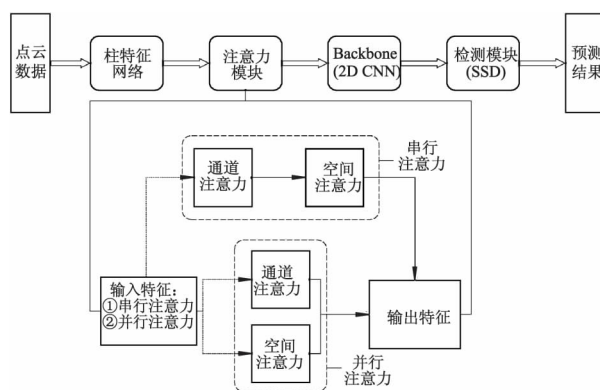 点云
数据
柱特征
网络
注意力
模块
Backbone
(2D CNN)
检测模块
(SSD)
预测
结果
通道
注意力
空间
注意力
串行
注意力
输入特征：
①串行注意力
②并行注意力
通道
注意力
空间
注意力
输出特征
并行
注意力